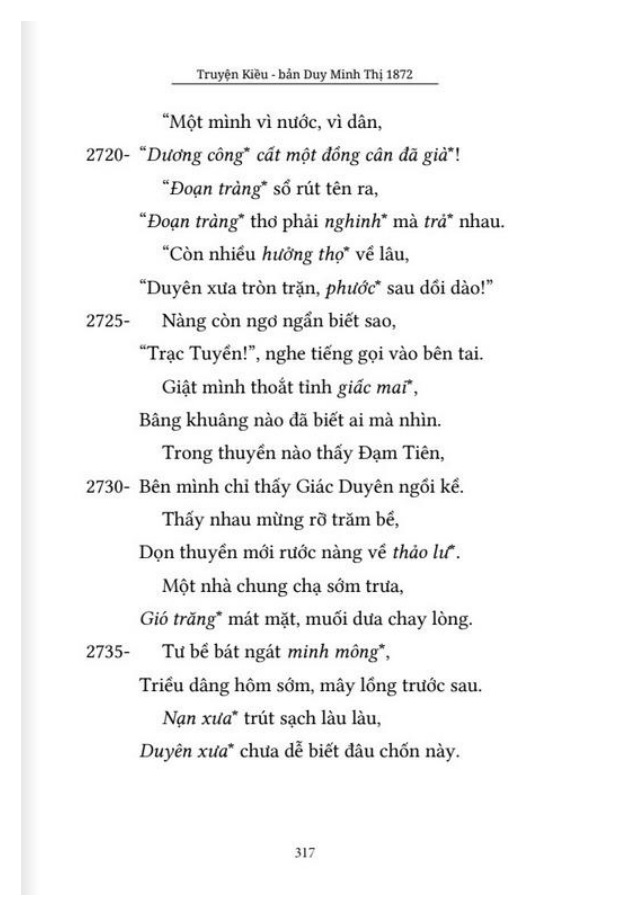 Truyện Kiều - bản Duy Minh Thị 1872
“Một mình vì nước, vì dân,
2720- “Dương công* cất một đồng cân đã già*!
“Đoạn tràng* sổ rút tên ra,
“Đoạn tràng* thơ phải nghinh* mà trả* nhau.
“Còn nhiều hưởng thọ* về lâu,
“Duyên xưa tròn trặn, phước* sau dồi dào!”
2725- Nàng còn ngơ ngẩn biết sao,
“Trạc Tuyền!”, nghe tiếng gọi vào bên tai.
Giật mình thoắt tỉnh giấc mai*,
Bâng khuâng nào đã biết ai mà nhìn.
Trong thuyền nào thấy Đạm Tiên,
2730- Bên mình chỉ thấy Giác Duyên ngồi kề.
Thấy nhau mừng rỡ trăm bề,
Dọn thuyền mới rước nàng về thảo lư*.
Một nhà chung chạ sớm trưa,
Gió trăng* mát mặt, muối dưa chay lòng.
2735- Tư bề bát ngát minh mông*,
Triều dâng hôm sớm, mây lồng trước sau.
Nạn xưa* trút sạch làu làu,
Duyên xưa* chưa dễ biết đâu chốn này.
317